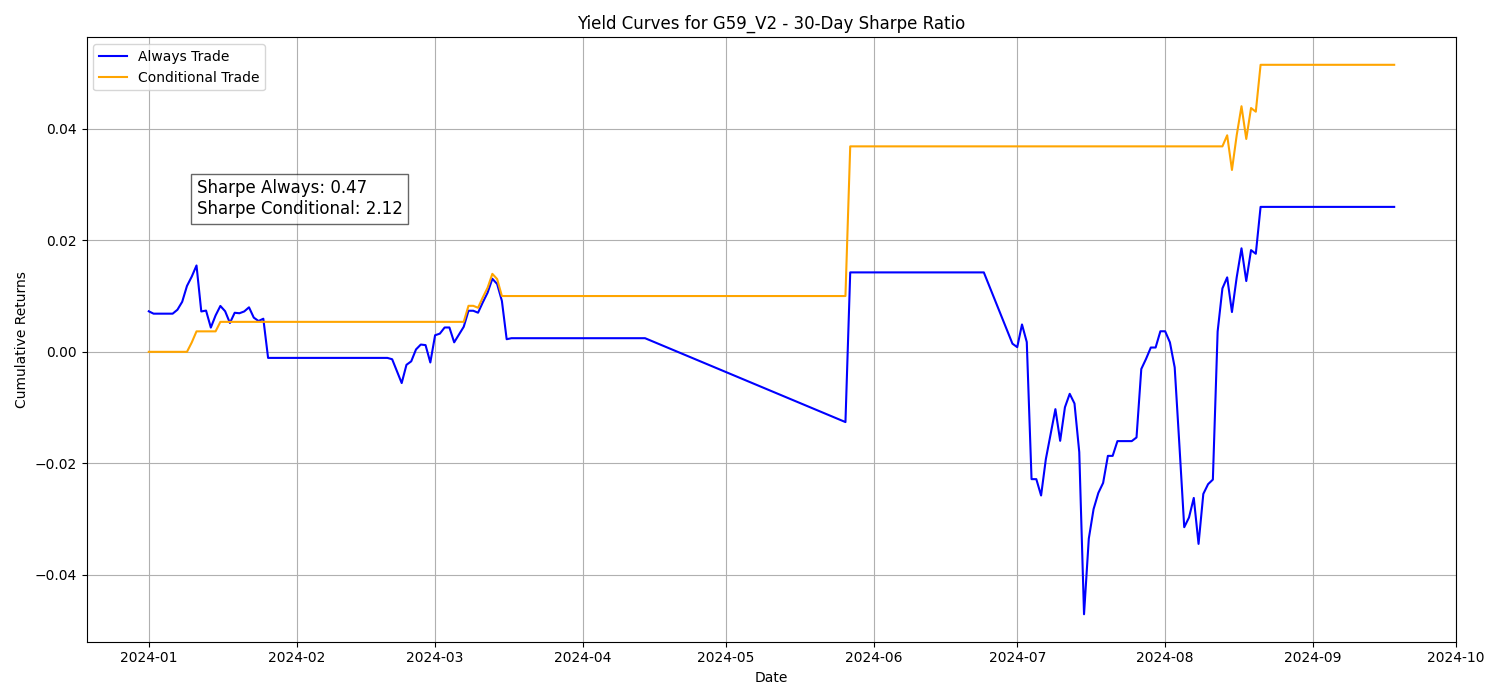 Yield Curves for G59_V2 - 30-Day Sharpe Ratio
Always Trade
Conditional Trade
Sharpe Always: 0.47
Sharpe Conditional: 2.12
Cumulative Returns
0.04
0.02
0.00
−0.02
−0.04
2024-01 2024-02 2024-03 2024-04 2024-05 2024-06 2024-07 2024-08 2024-09 2024-10
Date